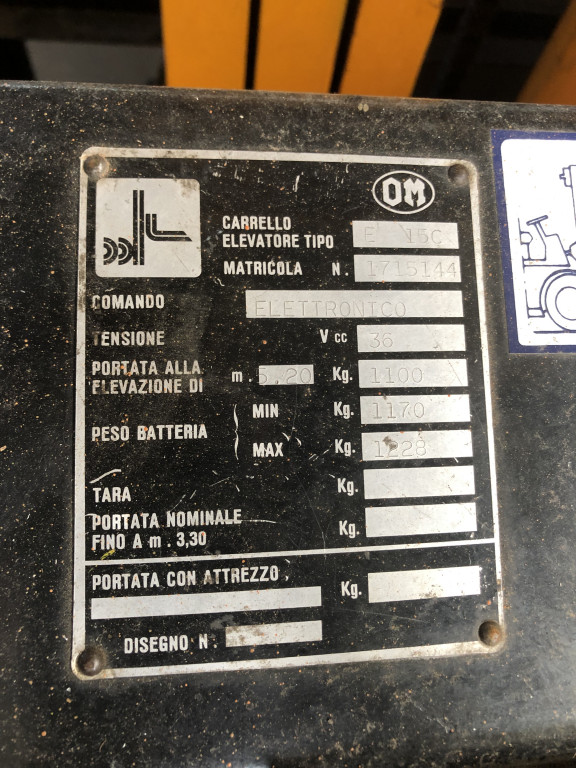 OM
CARRELLO
ELEVATORE TIPO E 15C
MATRICOLA N. 1715144
COMANDO ELETTRONICO
TENSIONE V cc 36
PORTATA ALLA
ELEVAZIONE DI m. 5,20 Kg. 1100
PESO BATTERIA MIN Kg. 1170
MAX Kg. 1228
TARA Kg.
PORTATA NOMINALE
FINO A m. 3,30 Kg.
PORTATA CON ATTREZZO, Kg.
DISEGNO N.